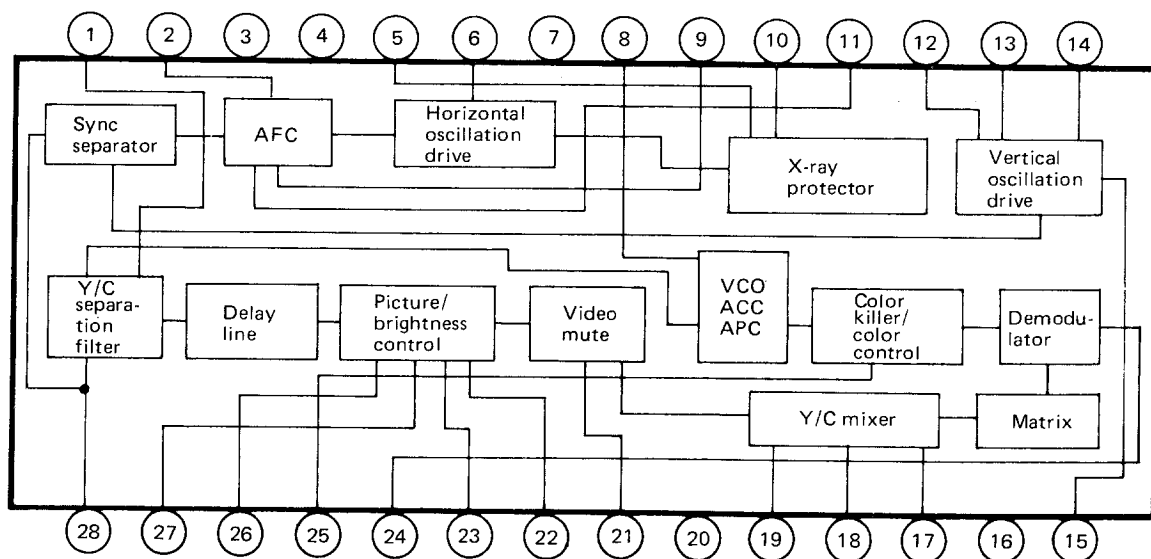 1 2 3 4 5 6 7 8 9 10 11 12 13 14
Sync
separator
AFC
Horizontal
oscillation
drive
X-ray
protector
Vertical
oscillation
drive
Y/C
separa-
tion
filter
Delay
line
Picture/
brightness
control
Video
mute
VCO
ACC
APC
Color
killer/
color
control
Demodu-
lator
Y/C mixer
Matrix
28 27 26 25 24 23 22 21 20 19 18 17 16 15